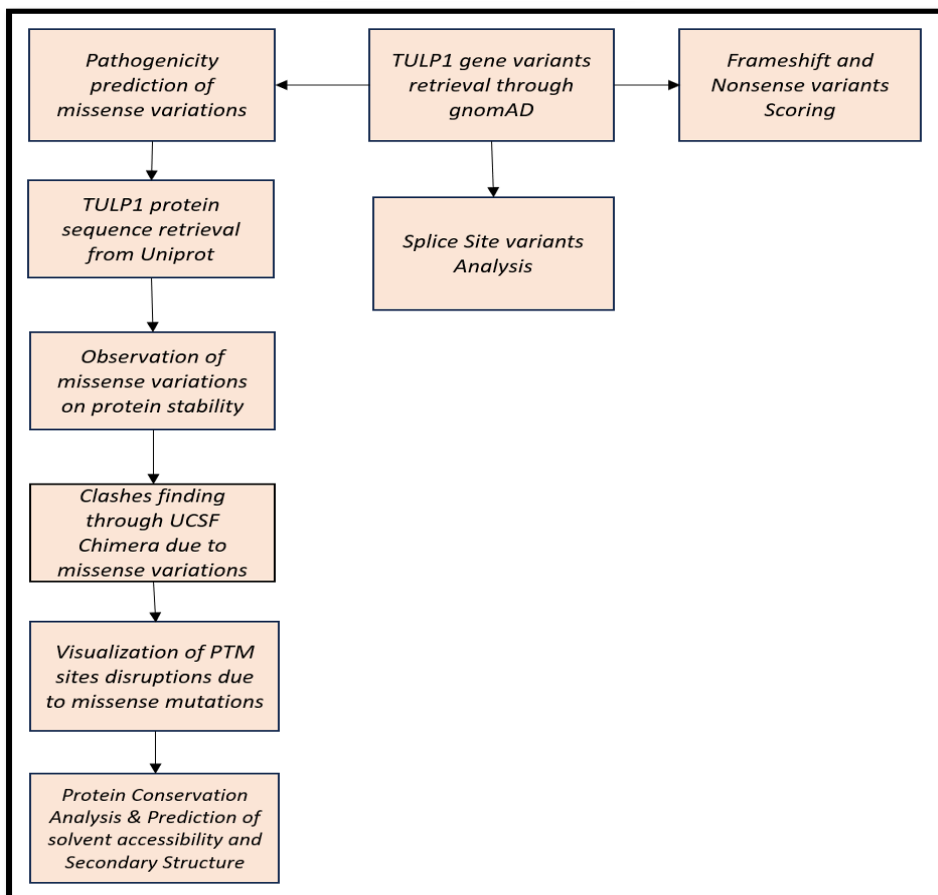 Pathogenicity
prediction of
missense variations
TULP1 gene variants
retrieval through
gnomAD
Frameshift and
Nonsense variants
Scoring
TULP1 protein
sequence retrieval
from Uniprot
Splice Site variants
Analysis
Observation of
missense variations
on protein stability
Clashes finding
through UCSF
Chimera due to
missense variations
Visualization of PTM
sites disruptions due
to missense mutations
Protein Conservation
Analysis & Prediction of
solvent accessibility and
Secondary Structure